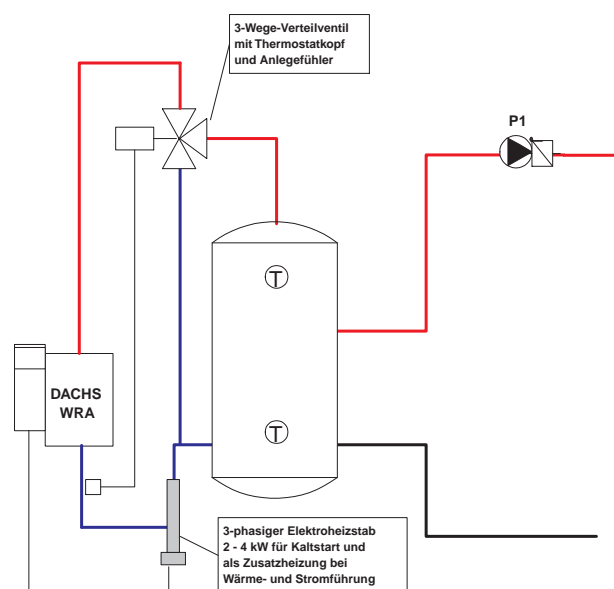 3-Wege-Verteilventil
mit Thermostatkopf
und Anlegefühler
P1
T
DACHS
WRA
T
3-phasiger Elektroheizstab
2 - 4 kW für Kaltstart und
als Zusatzheizung bei
Wärme- und Stromführung